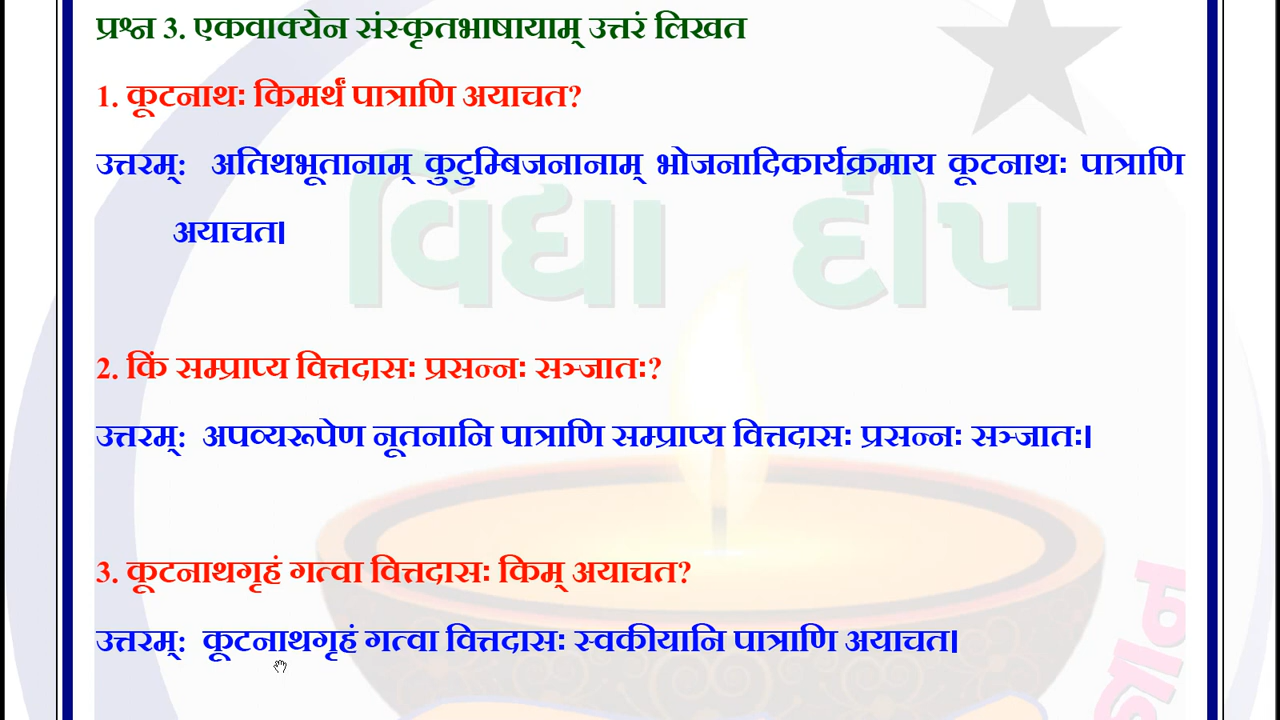 प्रश्न 3. एकवाक्येन संस्कृतभाषायाम् उत्तरं लिखत
1. कूटनाथः किमर्थं पात्राणि अयाचत?
उत्तरम्: अतिथभूतानाम् कुटुम्बिजनानाम् भोजनादिकार्यक्रमाय कूटनाथः पात्राणि
अयाचत।
વિદ્યા દીપ
2. किं सम्प्राप्य वित्तदासः प्रसन्नः सञ्जातः?
उत्तरम्: अपव्यरूपेण नूतनानि पात्राणि सम्प्राप्य वित्तदासः प्रसन्नः सञ्जातः।
3. कूटनाथगृहं गत्वा वित्तदासः किम् अयाचत?
उत्तरम्: कूटनाथगृहं गत्वा वित्तदासः स्वकीयानि पात्राणि अयाचत।